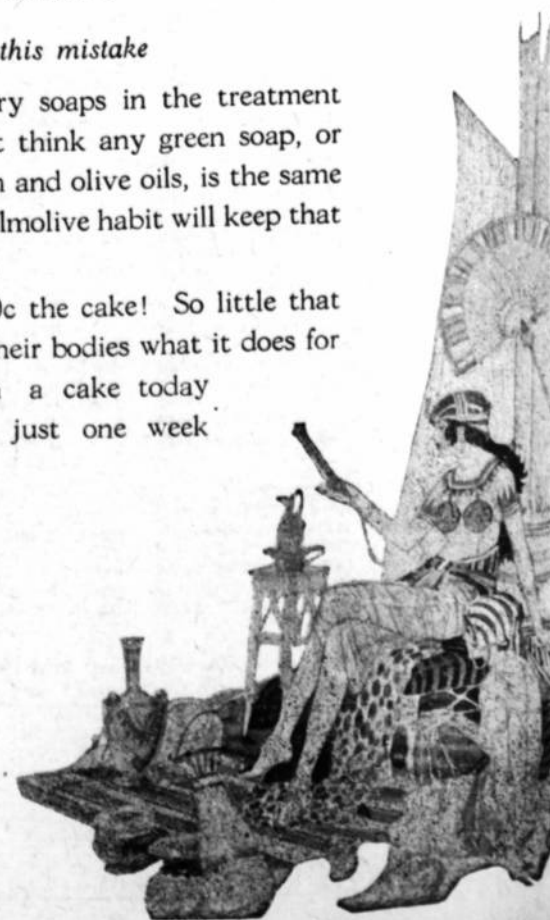 this mistake
ry soaps in the treatment
t think any green soap, or
n and olive oils, is the same
lmolive habit will keep that
0c the cake! So little that
heir bodies what it does for
a cake today
just one week